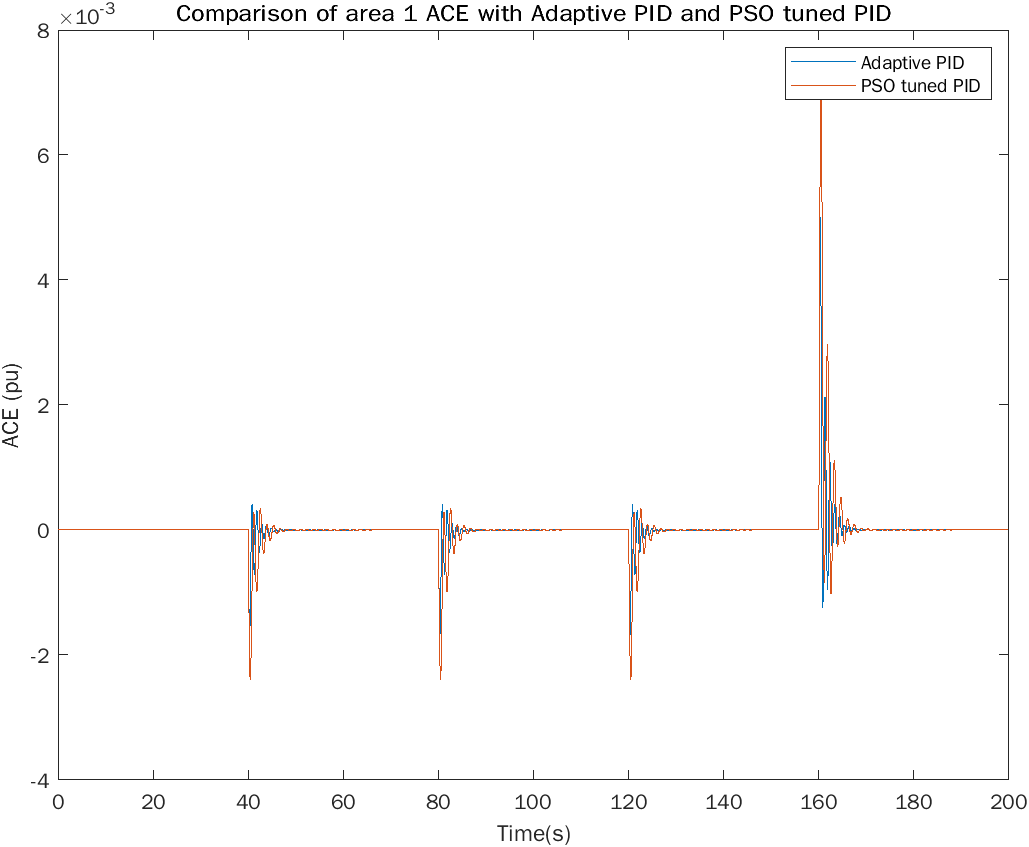 Comparison of area 1 ACE with Adaptive PID and PSO tuned PID
×10-3
Adaptive PID
PSO tuned PID
8
6
4
2
0
-2
-4
ACE (pu)
0 20 40 60 80 100 120 140 160 180 200
Time(s)